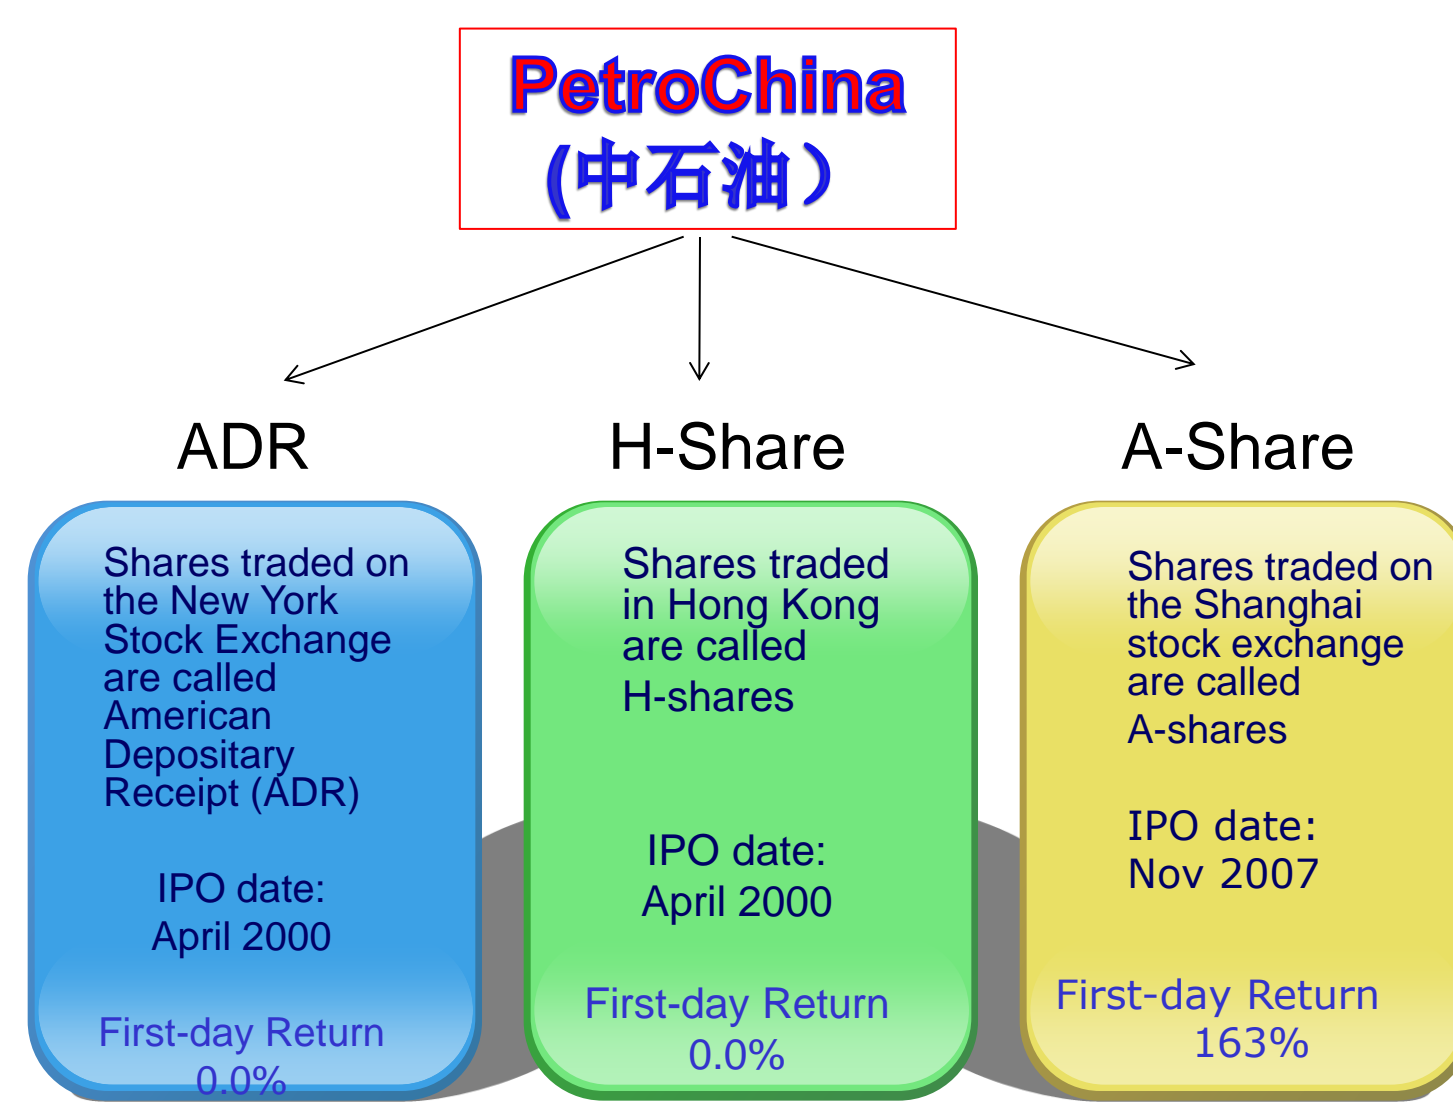 PetroChina
(中石油）
ADR
H-Share
A-Share
Shares traded on
the New York
Stock Exchange
are called
American
Depositary
Receipt (ADR)
IPO date:
April 2000
First-day Return
0.0%
Shares traded
in Hong Kong
are called
H-shares
IPO date:
April 2000
First-day Return
0.0%
Shares traded on
the Shanghai
stock exchange
are called
A-shares
IPO date:
Nov 2007
First-day Return
163%